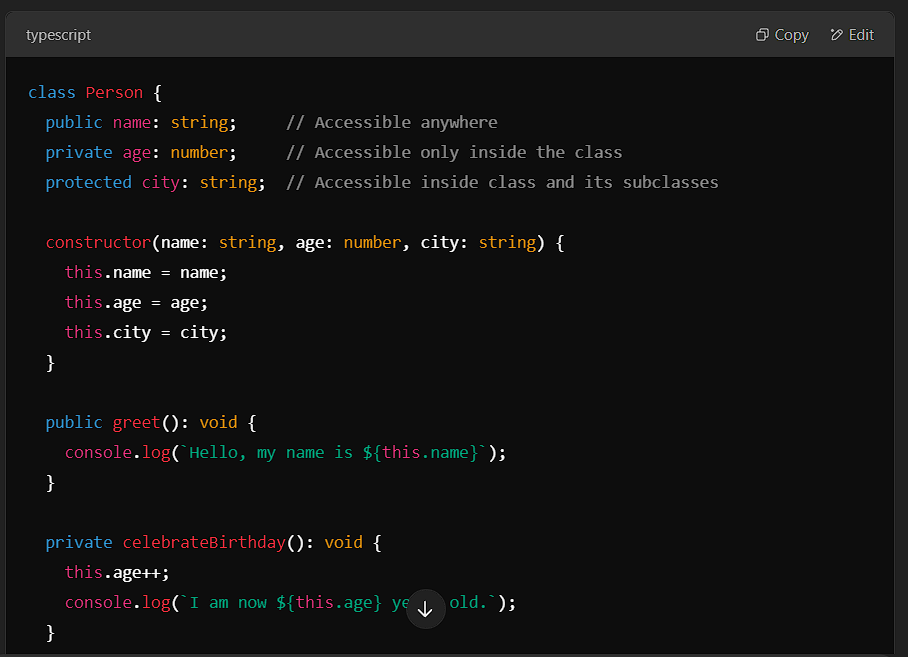 typescript
Copy
Edit
class Person {
  public name: string;     // Accessible anywhere
  private age: number;     // Accessible only inside the class
  protected city: string;  // Accessible inside class and its subclasses
  constructor(name: string, age: number, city: string) {
    this.name = name;
    this.age = age;
    this.city = city;
  }
  public greet(): void {
    console.log(`Hello, my name is ${this.name}`);
  }
  private celebrateBirthday(): void {
    this.age++;
    console.log(`I am now ${this.age} old.`);
  }